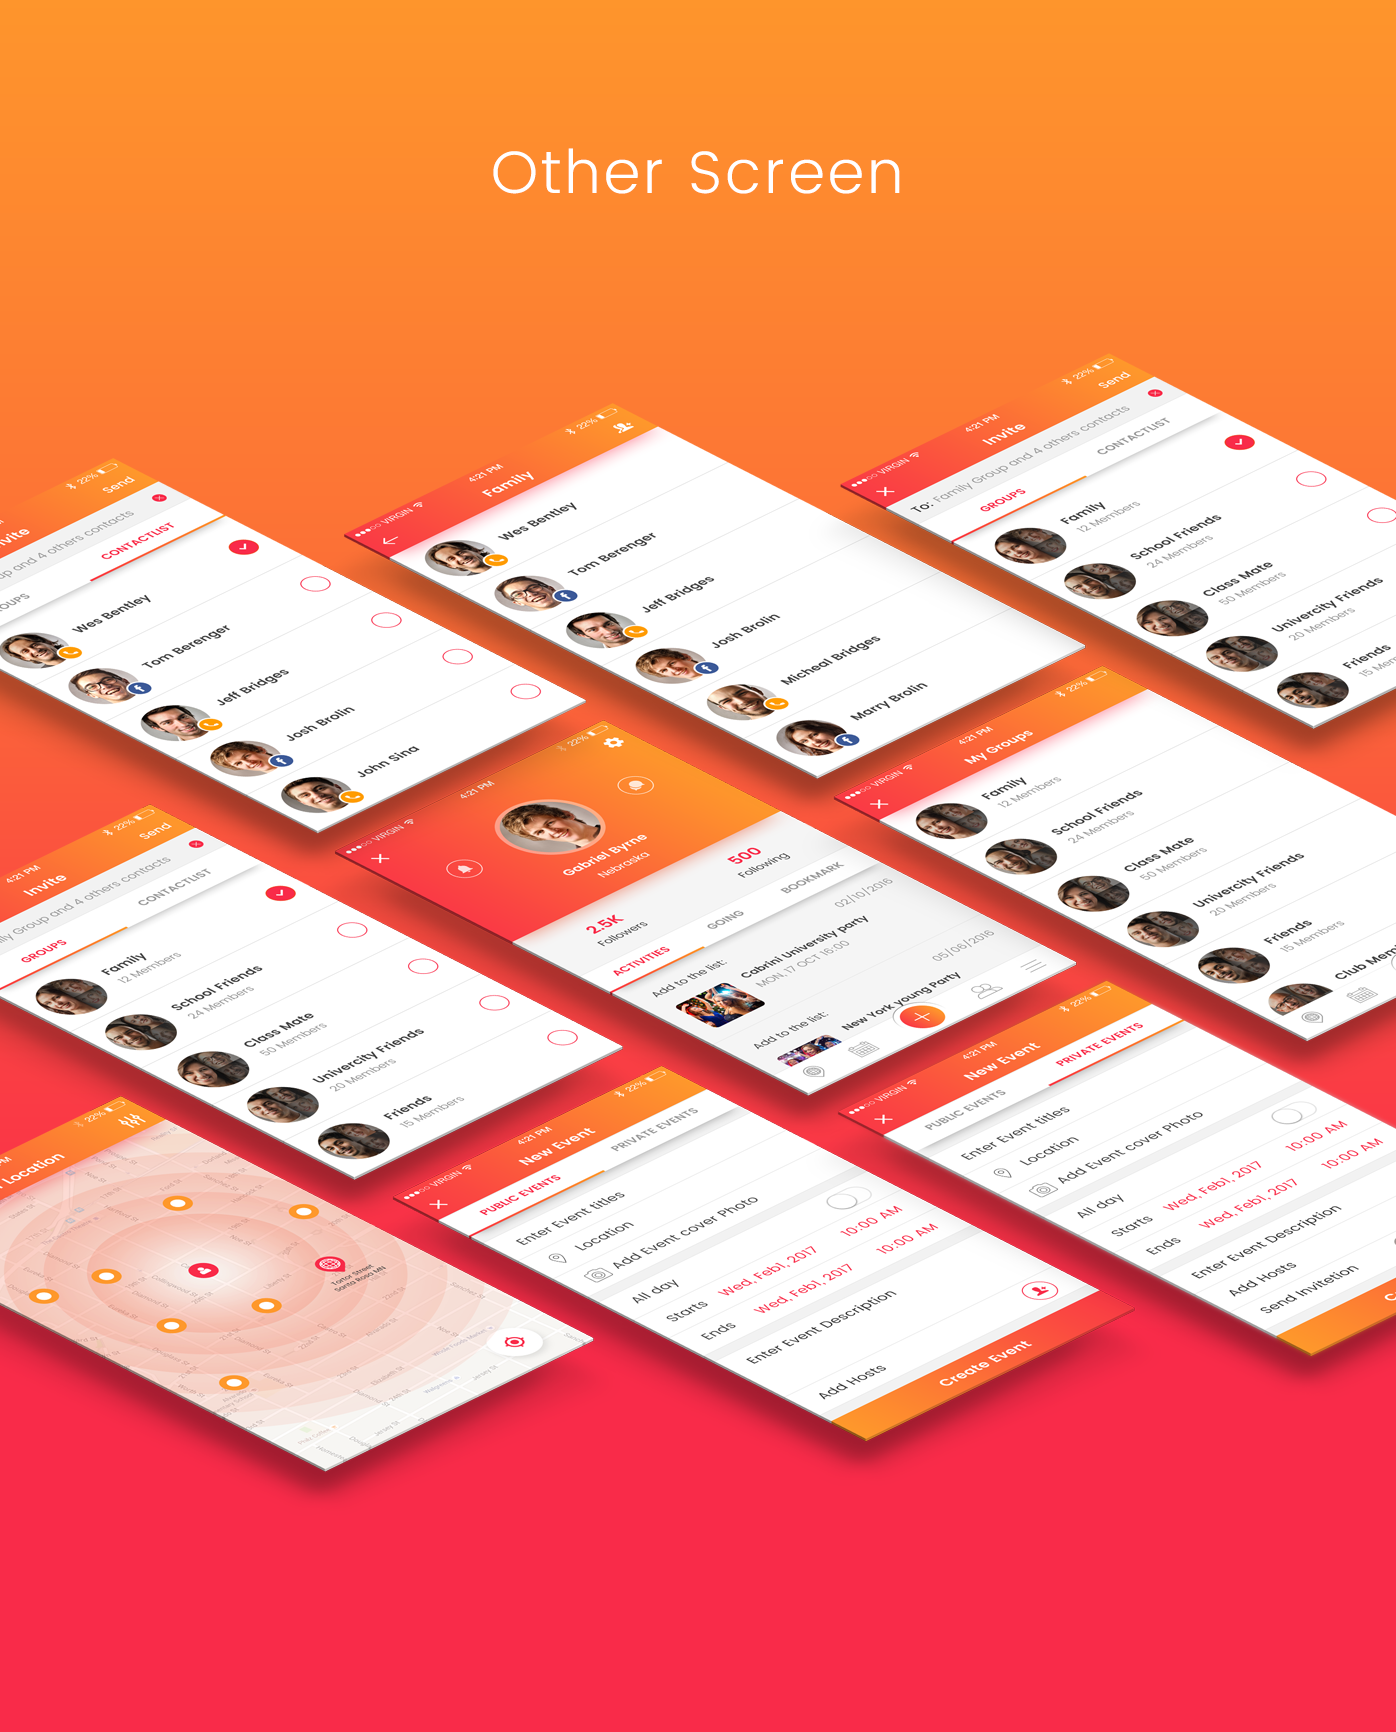 Other Screen
22%
Send
and 4 others contacts
CONTACTLIST
Wes Bentley
Tom Berenger
Jeff Bridges
Josh Brolin
John Sina
VIRGIN
4:21 PM
22%
Family
Wes Bentley
Tom Berenger
Jeff Bridges
Josh Brolin
Micheal Bridges
Marry Brolin
VIRGIN
4:21 PM
22%
Invite
Send
To: Family Group and 4 others contacts
GROUPS
CONTACTLIST
Family
12 Members
School Friends
24 Members
Class Mate
50 Members
Univercity Friends
20 Members
Friends
4:21 PM
22%
Invite
Send
Group and 4 others contacts
GROUPS
CONTACTLIST
Family
12 Members
School Friends
24 Members
Class Mate
50 Members
Univercity Friends
20 Members
Friends
15 Members
VIRGIN
4:21 PM
22%
Gabriel Byrne
Nebraska
2.5K
Followers
500
Following
ACTIVITIES
GOING
BOOKMARK
Add to the list:
02/10/2016
Cabrini University party
MON, 17 OCT 16:00
Add to the list:
05/06/2016
New York young Party
VIRGIN
4:21 PM
22%
My Groups
Family
12 Members
School Friends
24 Members
Class Mate
50 Members
Univercity Friends
20 Members
Friends
15 Members
Club
22%
Location
Tortor Street
Santa Rosa MN
VIRGIN
4:21 PM
22%
New Event
PUBLIC EVENTS
PRIVATE EVENTS
Enter Event titles
Location
Add Event cover Photo
All day
Starts
Wed, Feb1, 2017
10:00 AM
Ends
Wed, Feb1, 2017
10:00 AM
Enter Event Description
Add Hosts
Create Event
VIRGIN
4:21 PM
22%
New Event
PUBLIC EVENTS
PRIVATE EVENTS
Enter Event titles
Location
Add Event cover Photo
All day
Starts
Wed, Feb1, 2017
10:00 AM
Ends
Wed, Feb1, 2017
10:00 AM
Enter Event Description
Add Hosts
Send Invitetion